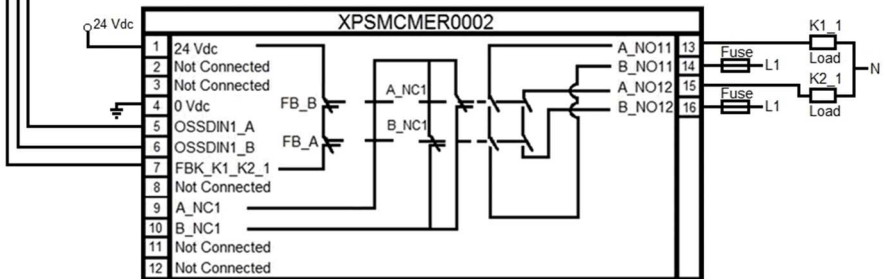 XPSMCMER0002
24 Vdc
1 24 Vdc
2 Not Connected
3 Not Connected
4 0 Vdc
5 OSSDIN1_A
6 OSSDIN1_B
7 FBK_K1_K2_1
8 Not Connected
9 A_NC1
10 B_NC1
11 Not Connected
12 Not Connected
FB_B
FB_A
A_NC1
B_NC1
A_NO11 13
B_NO11 14
A_NO12 15
B_NO12 16
K1_1
Load
Fuse
L1
N
K2_1
Load
Fuse
L1